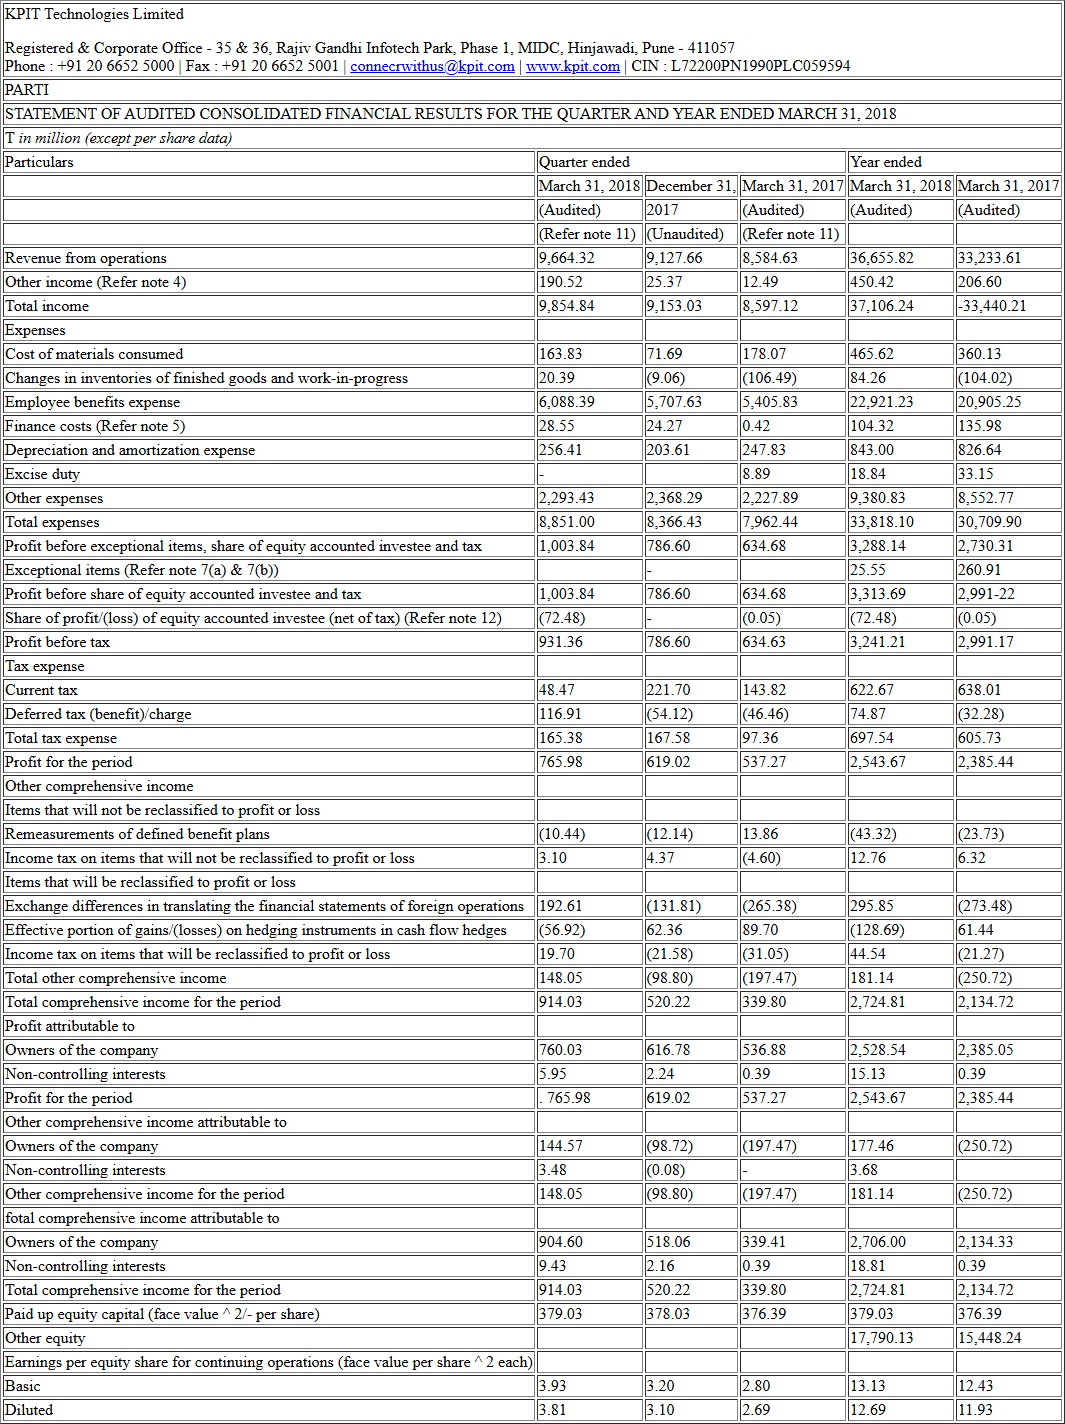 KPIT Technologies Limited
Registered & Corporate Office - 35 & 36, Rajiv Gandhi Infotech Park, Phase 1, MIDC, Hinjawadi, Pune - 411057
Phone : +91 20 6652 5000 | Fax : +91 20 6652 5001 | connecrwithus@kpit.com | www.kpit.com | CIN : L72200PN1990PLC059594
PARTI
STATEMENT OF AUDITED CONSOLIDATED FINANCIAL RESULTS FOR THE QUARTER AND YEAR ENDED MARCH 31, 2018
T in million (except per share data)
Particulars Quarter ended Year ended
March 31, 2018 December 31, March 31, 2017 March 31, 2018 March 31, 2017
(Audited) 2017 (Audited) (Audited) (Audited)
(Refer note 11) (Unaudited) (Refer note 11)
Revenue from operations 9,664.32 9,127.66 8,584.63 36,655.82 33,233.61
Other income (Refer note 4) 190.52 25.37 12.49 450.42 206.60
Total income 9,854.84 9,153.03 8,597.12 37,106.24 -33,440.21
Expenses
Cost of materials consumed 163.83 71.69 178.07 465.62 360.13
Changes in inventories of finished goods and work-in-progress 20.39 (9.06) (106.49) 84.26 (104.02)
Employee benefits expense 6,088.39 5,707.63 5,405.83 22,921.23 20,905.25
Finance costs (Refer note 5) 28.55 24.27 0.42 104.32 135.98
Depreciation and amortization expense 256.41 203.61 247.83 843.00 826.64
Excise duty - 8.89 18.84 33.15
Other expenses 2,293.43 2,368.29 2,227.89 9,380.83 8,552.77
Total expenses 8,851.00 8,366.43 7,962.44 33,818.10 30,709.90
Profit before exceptional items, share of equity accounted investee and tax 1,003.84 786.60 634.68 3,288.14 2,730.31
Exceptional items (Refer note 7(a) & 7(b)) - 25.55 260.91
Profit before share of equity accounted investee and tax 1,003.84 786.60 634.68 3,313.69 2,991-22
Share of profit/(loss) of equity accounted investee (net of tax) (Refer note 12) (72.48) - (0.05) (72.48) (0.05)
Profit before tax 931.36 786.60 634.63 3,241.21 2,991.17
Tax expense
Current tax 48.47 221.70 143.82 622.67 638.01
Deferred tax (benefit)/charge 116.91 (54.12) (46.46) 74.87 (32.28)
Total tax expense 165.38 167.58 97.36 697.54 605.73
Profit for the period 765.98 619.02 537.27 2,543.67 2,385.44
Other comprehensive income
Items that will not be reclassified to profit or loss
Remeasurements of defined benefit plans (10.44) (12.14) 13.86 (43.32) (23.73)
Income tax on items that will not be reclassified to profit or loss 3.10 4.37 (4.60) 12.76 6.32
Items that will be reclassified to profit or loss
Exchange differences in translating the financial statements of foreign operations 192.61 (131.81) (265.38) 295.85 (273.48)
Effective portion of gains/(losses) on hedging instruments in cash flow hedges (56.92) 62.36 89.70 (128.69) 61.44
Income tax on items that will be reclassified to profit or loss 19.70 (21.58) (31.05) 44.54 (21.27)
Total other comprehensive income 148.05 (98.80) (197.47) 181.14 (250.72)
Total comprehensive income for the period 914.03 520.22 339.80 2,724.81 2,134.72
Profit attributable to
Owners of the company 760.03 616.78 536.88 2,528.54 2,385.05
Non-controlling interests 5.95 2.24 0.39 15.13 0.39
Profit for the period . 765.98 619.02 537.27 2,543.67 2,385.44
Other comprehensive income attributable to
Owners of the company 144.57 (98.72) (197.47) 177.46 (250.72)
Non-controlling interests 3.48 (0.08) - 3.68
Other comprehensive income for the period 148.05 (98.80) (197.47) 181.14 (250.72)
fotal comprehensive income attributable to
Owners of the company 904.60 518.06 339.41 2,706.00 2,134.33
Non-controlling interests 9.43 2.16 0.39 18.81 0.39
Total comprehensive income for the period 914.03 520.22 339.80 2,724.81 2,134.72
Paid up equity capital (face value ^ 2/- per share) 379.03 378.03 376.39 379.03 376.39
Other equity 17,790.13 15,448.24
Earnings per equity share for continuing operations (face value per share ^ 2 each)
Basic 3.93 3.20 2.80 13.13 12.43
Diluted 3.81 3.10 2.69 12.69 11.93